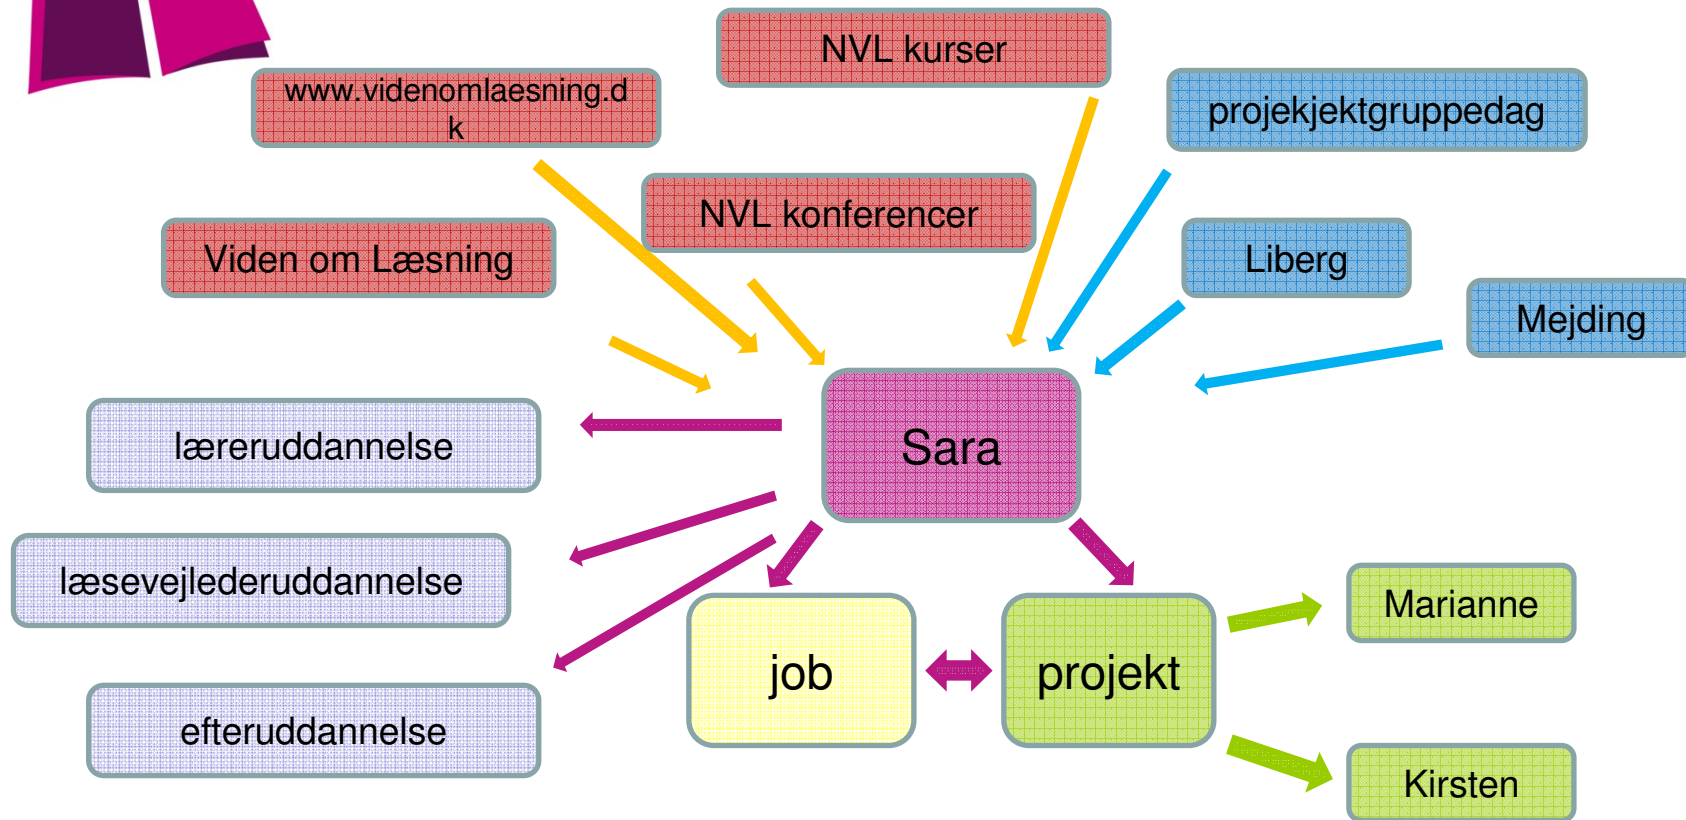 NVL kurser
www.videnomlaesning.d
k
projekjektgruppedag
NVL konferencer
Viden om Læsning
Liberg
Mejding
Sara
læreruddannelse
læsevejlederuddannelse
efteruddannelse
job
projekt
Marianne
Kirsten